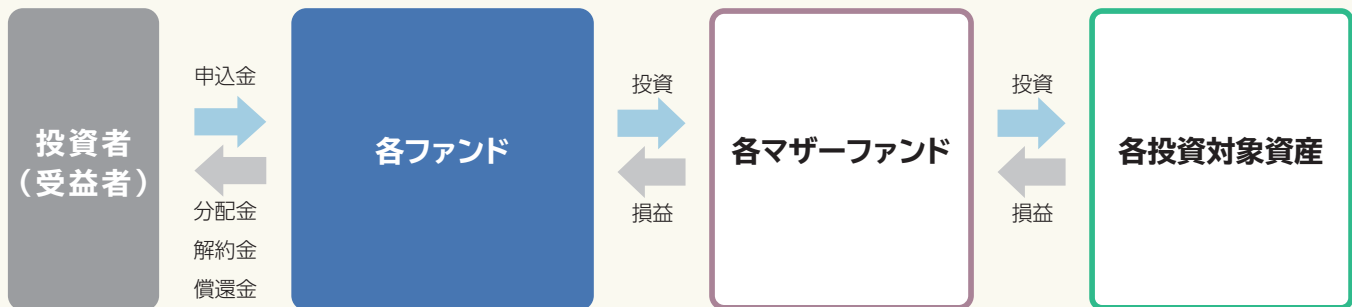 投資者
（受益者）
申込金
分配金
解約金
償還金
各ファンド
投資
損益
各マザーファンド
投資
損益
各投資対象資産